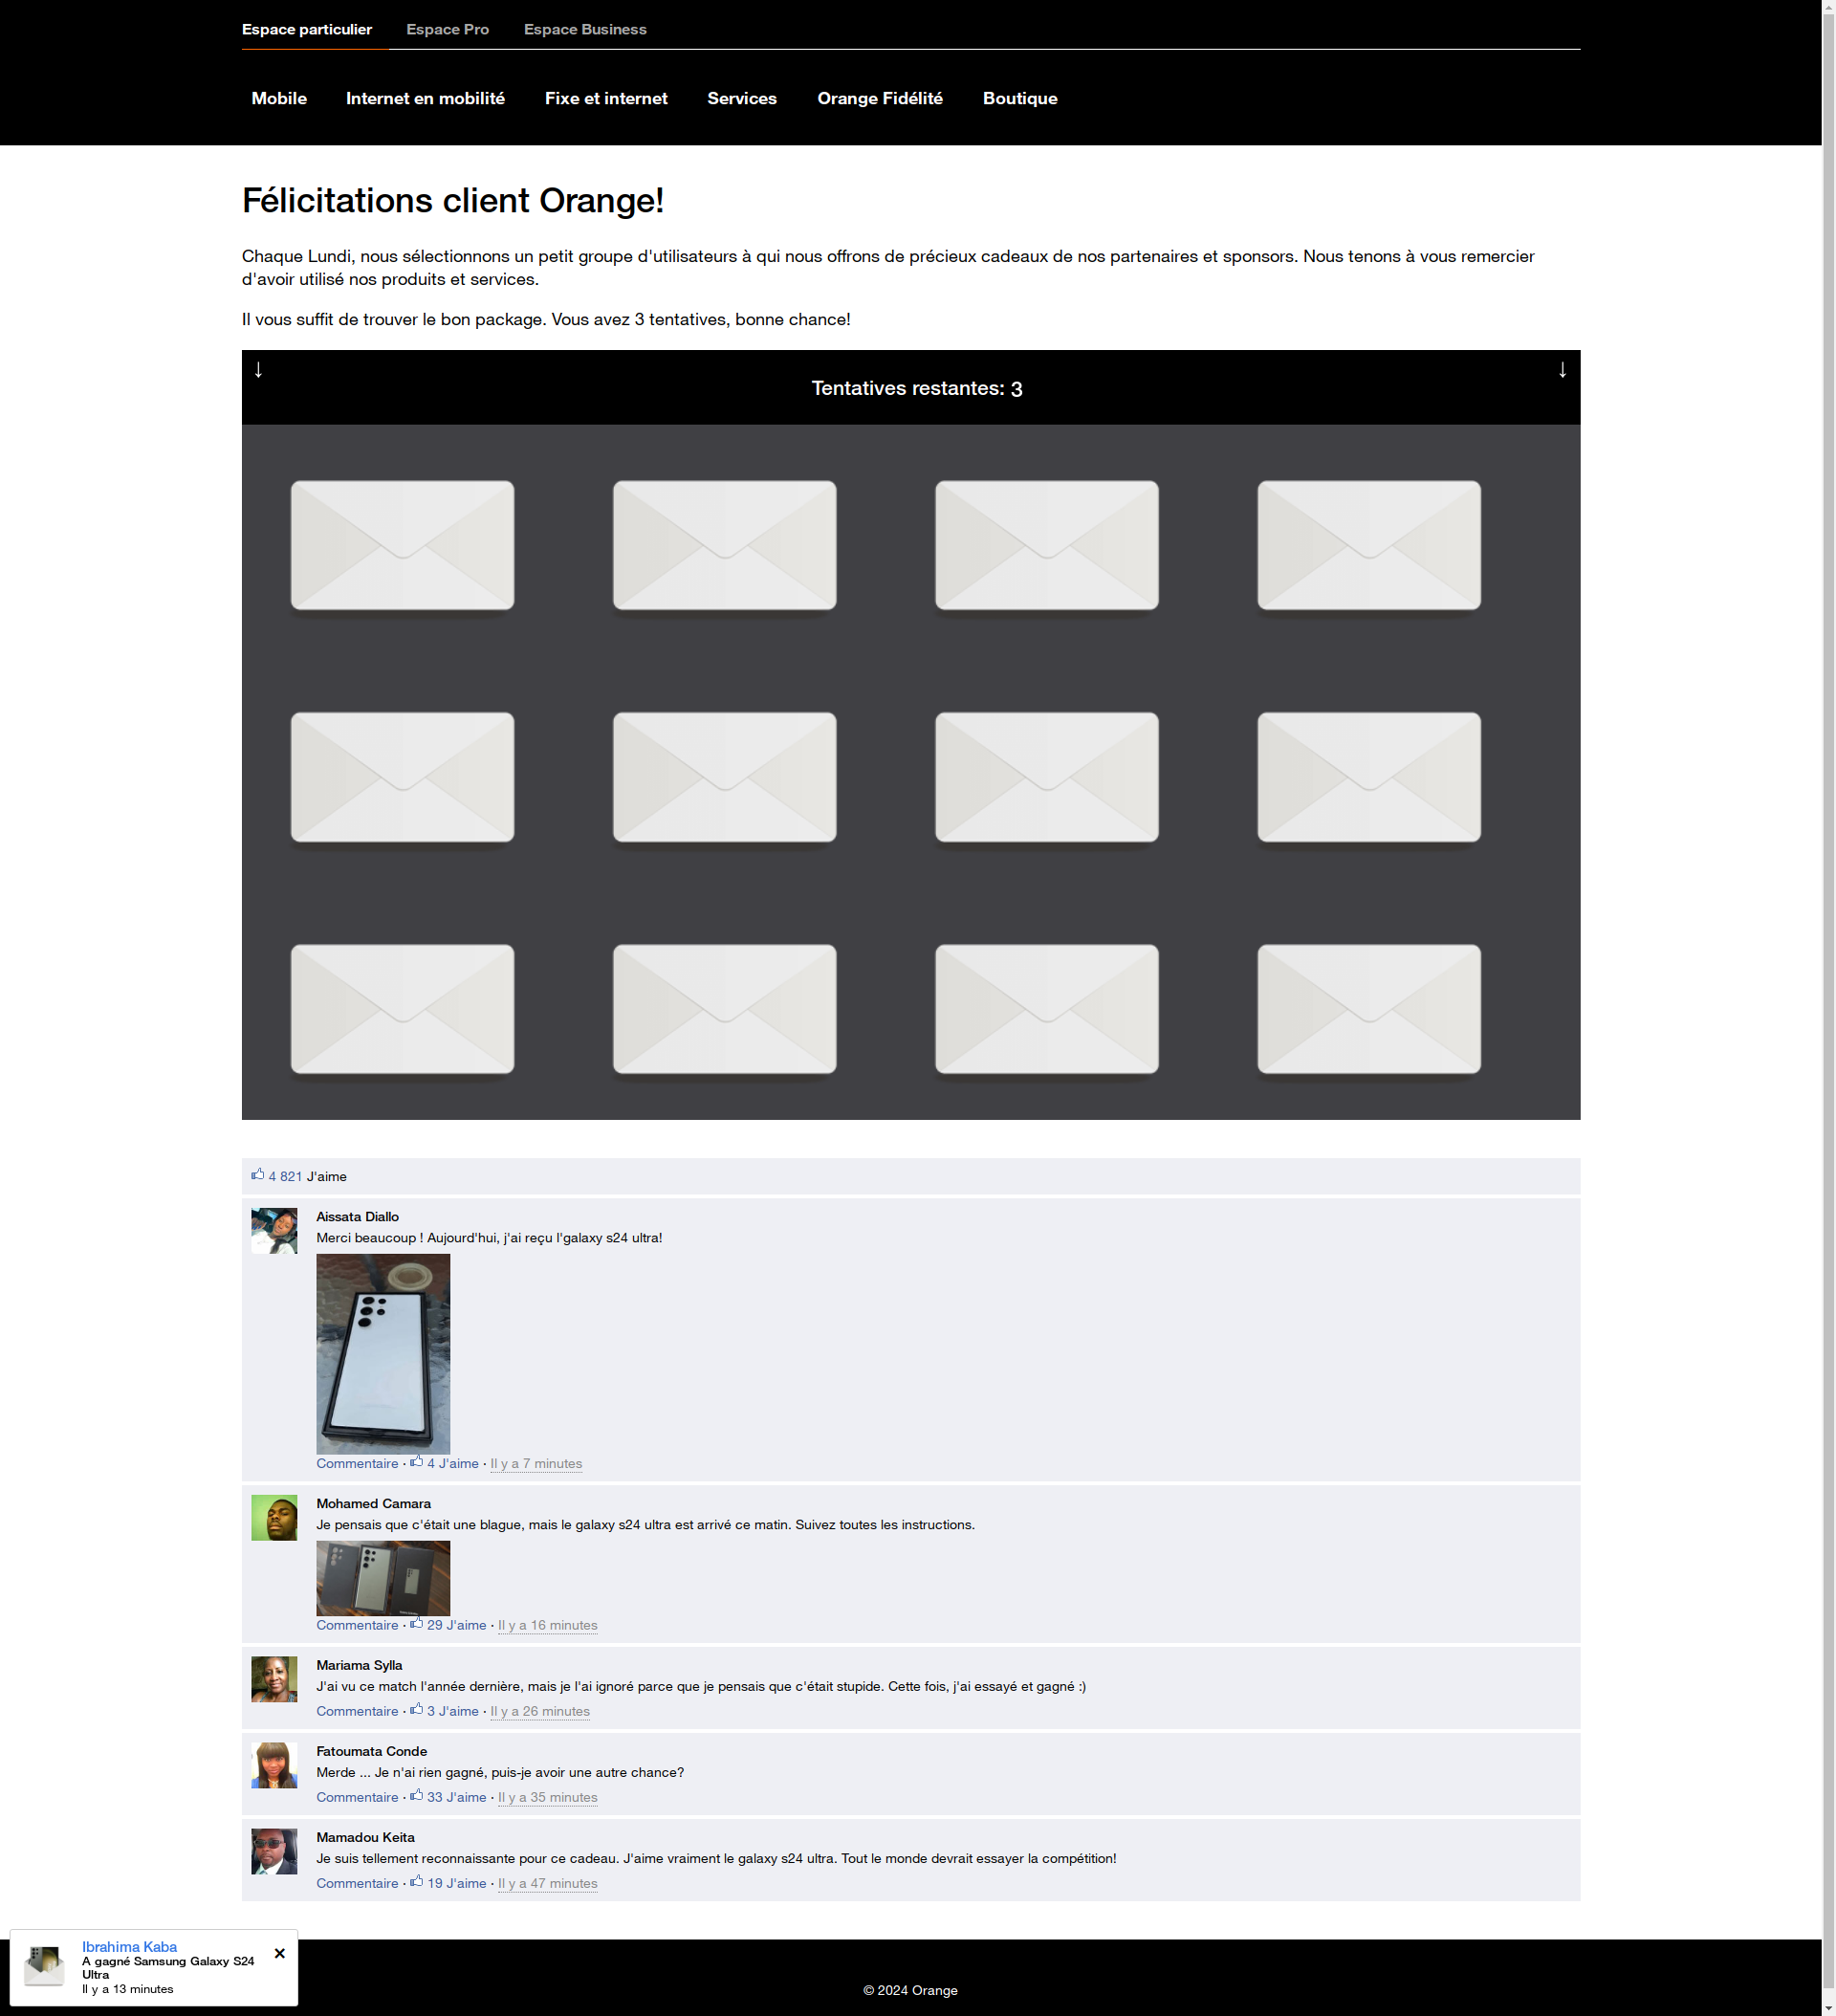 Espace particulier Espace Pro Espace Business
Mobile Internet en mobilité Fixe et internet Services Orange Fidélité Boutique
Félicitations client Orange!
Chaque Lundi, nous sélectionnons un petit groupe d'utilisateurs à qui nous offrons de précieux cadeaux de nos partenaires et sponsors. Nous tenons à vous remercier
d'avoir utilisé nos produits et services.
Il vous suffit de trouver le bon package. Vous avez 3 tentatives, bonne chance!
↓ ↓
Tentatives restantes: 3
4 821 J'aime
Aissata Diallo
Merci beaucoup ! Aujourd'hui, j'ai reçu l'galaxy s24 ultra!
Commentaire · 4 J'aime · Il y a 7 minutes
Mohamed Camara
Je pensais que c'était une blague, mais le galaxy s24 ultra est arrivé ce matin. Suivez toutes les instructions.
Commentaire · 29 J'aime · Il y a 16 minutes
Mariama Sylla
J'ai vu ce match l'année dernière, mais je l'ai ignoré parce que je pensais que c'était stupide. Cette fois, j'ai essayé et gagné :)
Commentaire · 3 J'aime · Il y a 26 minutes
Fatoumata Conde
Merde ... Je n'ai rien gagné, puis-je avoir une autre chance?
Commentaire · 33 J'aime · Il y a 35 minutes
Mamadou Keita
Je suis tellement reconnaissante pour ce cadeau. J'aime vraiment le galaxy s24 ultra. Tout le monde devrait essayer la compétition!
Commentaire · 19 J'aime · Il y a 47 minutes
Ibrahima Kaba ×
A gagné Samsung Galaxy S24
Ultra
Il y a 13 minutes
© 2024 Orange